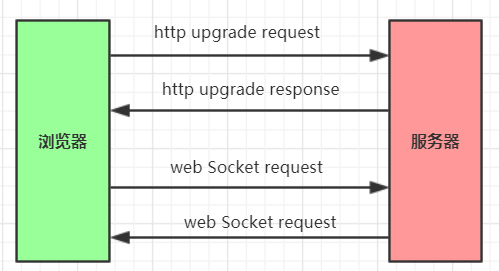 http upgrade request
http upgrade response
浏览器
服务器
web Socket request
web Socket request